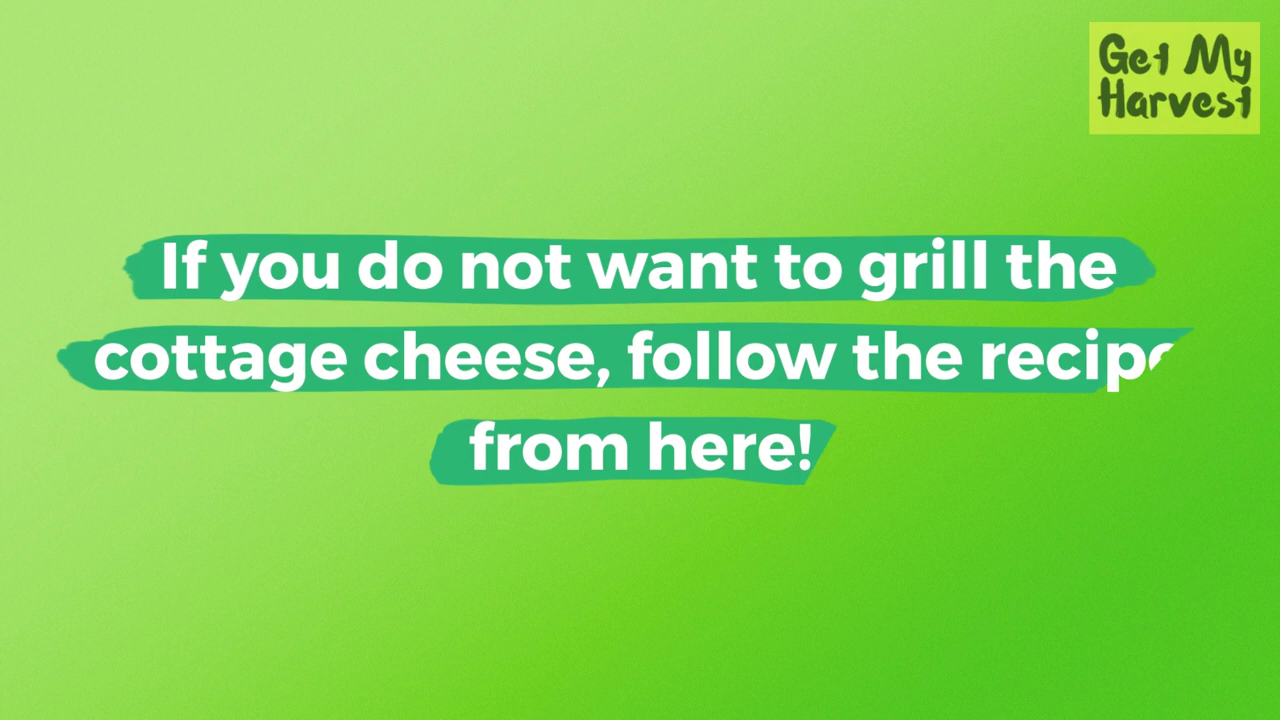 Get My
Harvest
If you do not want to grill the
cottage cheese, follow the recipe
from here!